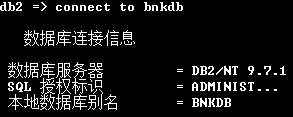 db2 => connect to bnkdb
数据库连接信息
数据库服务器 = DB2/NT 9.7.1
SQL 授权标识 = ADMINIST...
本地数据库别名 = BNKDB